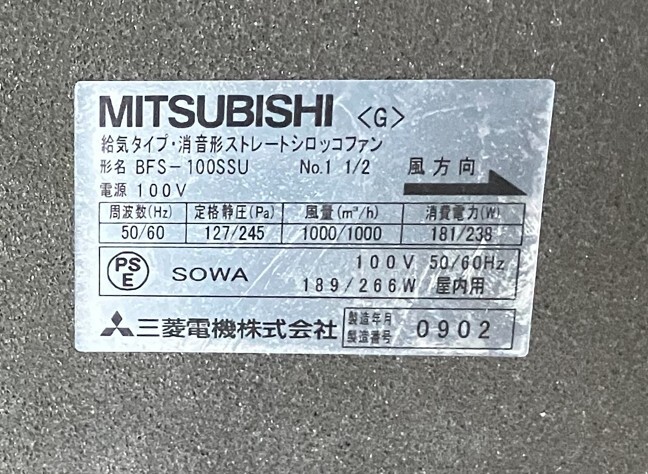 MITSUBISHI <G>
給気タイプ・消音形ストレートシロッコファン
形名 BFS-100SSU No.1 1/2 風方向
電源 100V
周波数(Hz) 定格静圧(Pa) 風量(m³/h) 消費電力(W)
50/60 127/245 1000/1000 181/238
PS E SOWA 100V 50/60Hz
189/266W 屋内用
三菱電機株式会社 製造年月 製造番号 0902